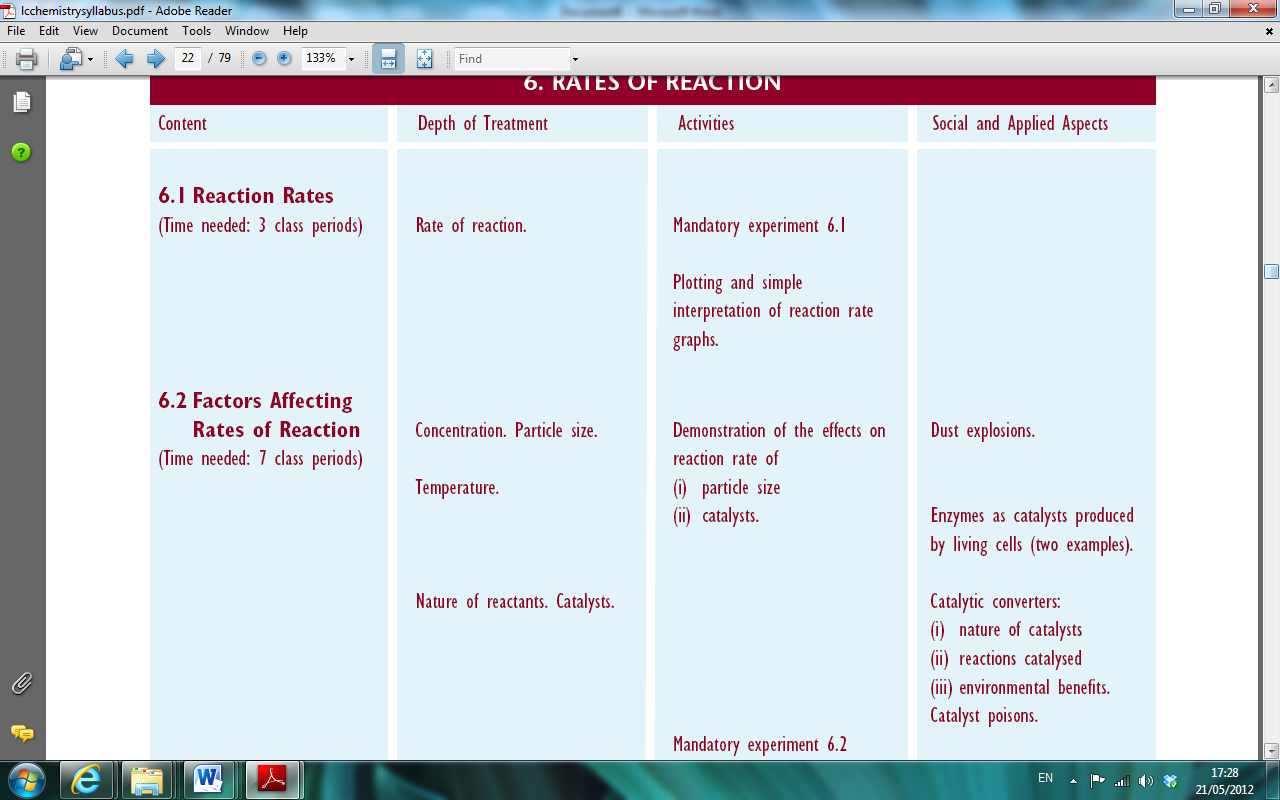 lcchemistrysyllabus.pdf - Adobe Reader
File Edit View Document Tools Window Help
22 / 79 133% Find
6. RATES OF REACTION
Content Depth of Treatment Activities Social and Applied Aspects
6.1 Reaction Rates
(Time needed: 3 class periods) Rate of reaction. Mandatory experiment 6.1
Plotting and simple
interpretation of reaction rate
graphs.
6.2 Factors Affecting
Rates of Reaction Concentration. Particle size. Demonstration of the effects on Dust explosions.
(Time needed: 7 class periods) reaction rate of
Temperature. (i) particle size
(ii) catalysts. Enzymes as catalysts produced
by living cells (two examples).
Nature of reactants. Catalysts. Catalytic converters:
(i) nature of catalysts
(ii) reactions catalysed
(iii) environmental benefits.
Catalyst poisons.
Mandatory experiment 6.2
EN 17:28
21/05/2012